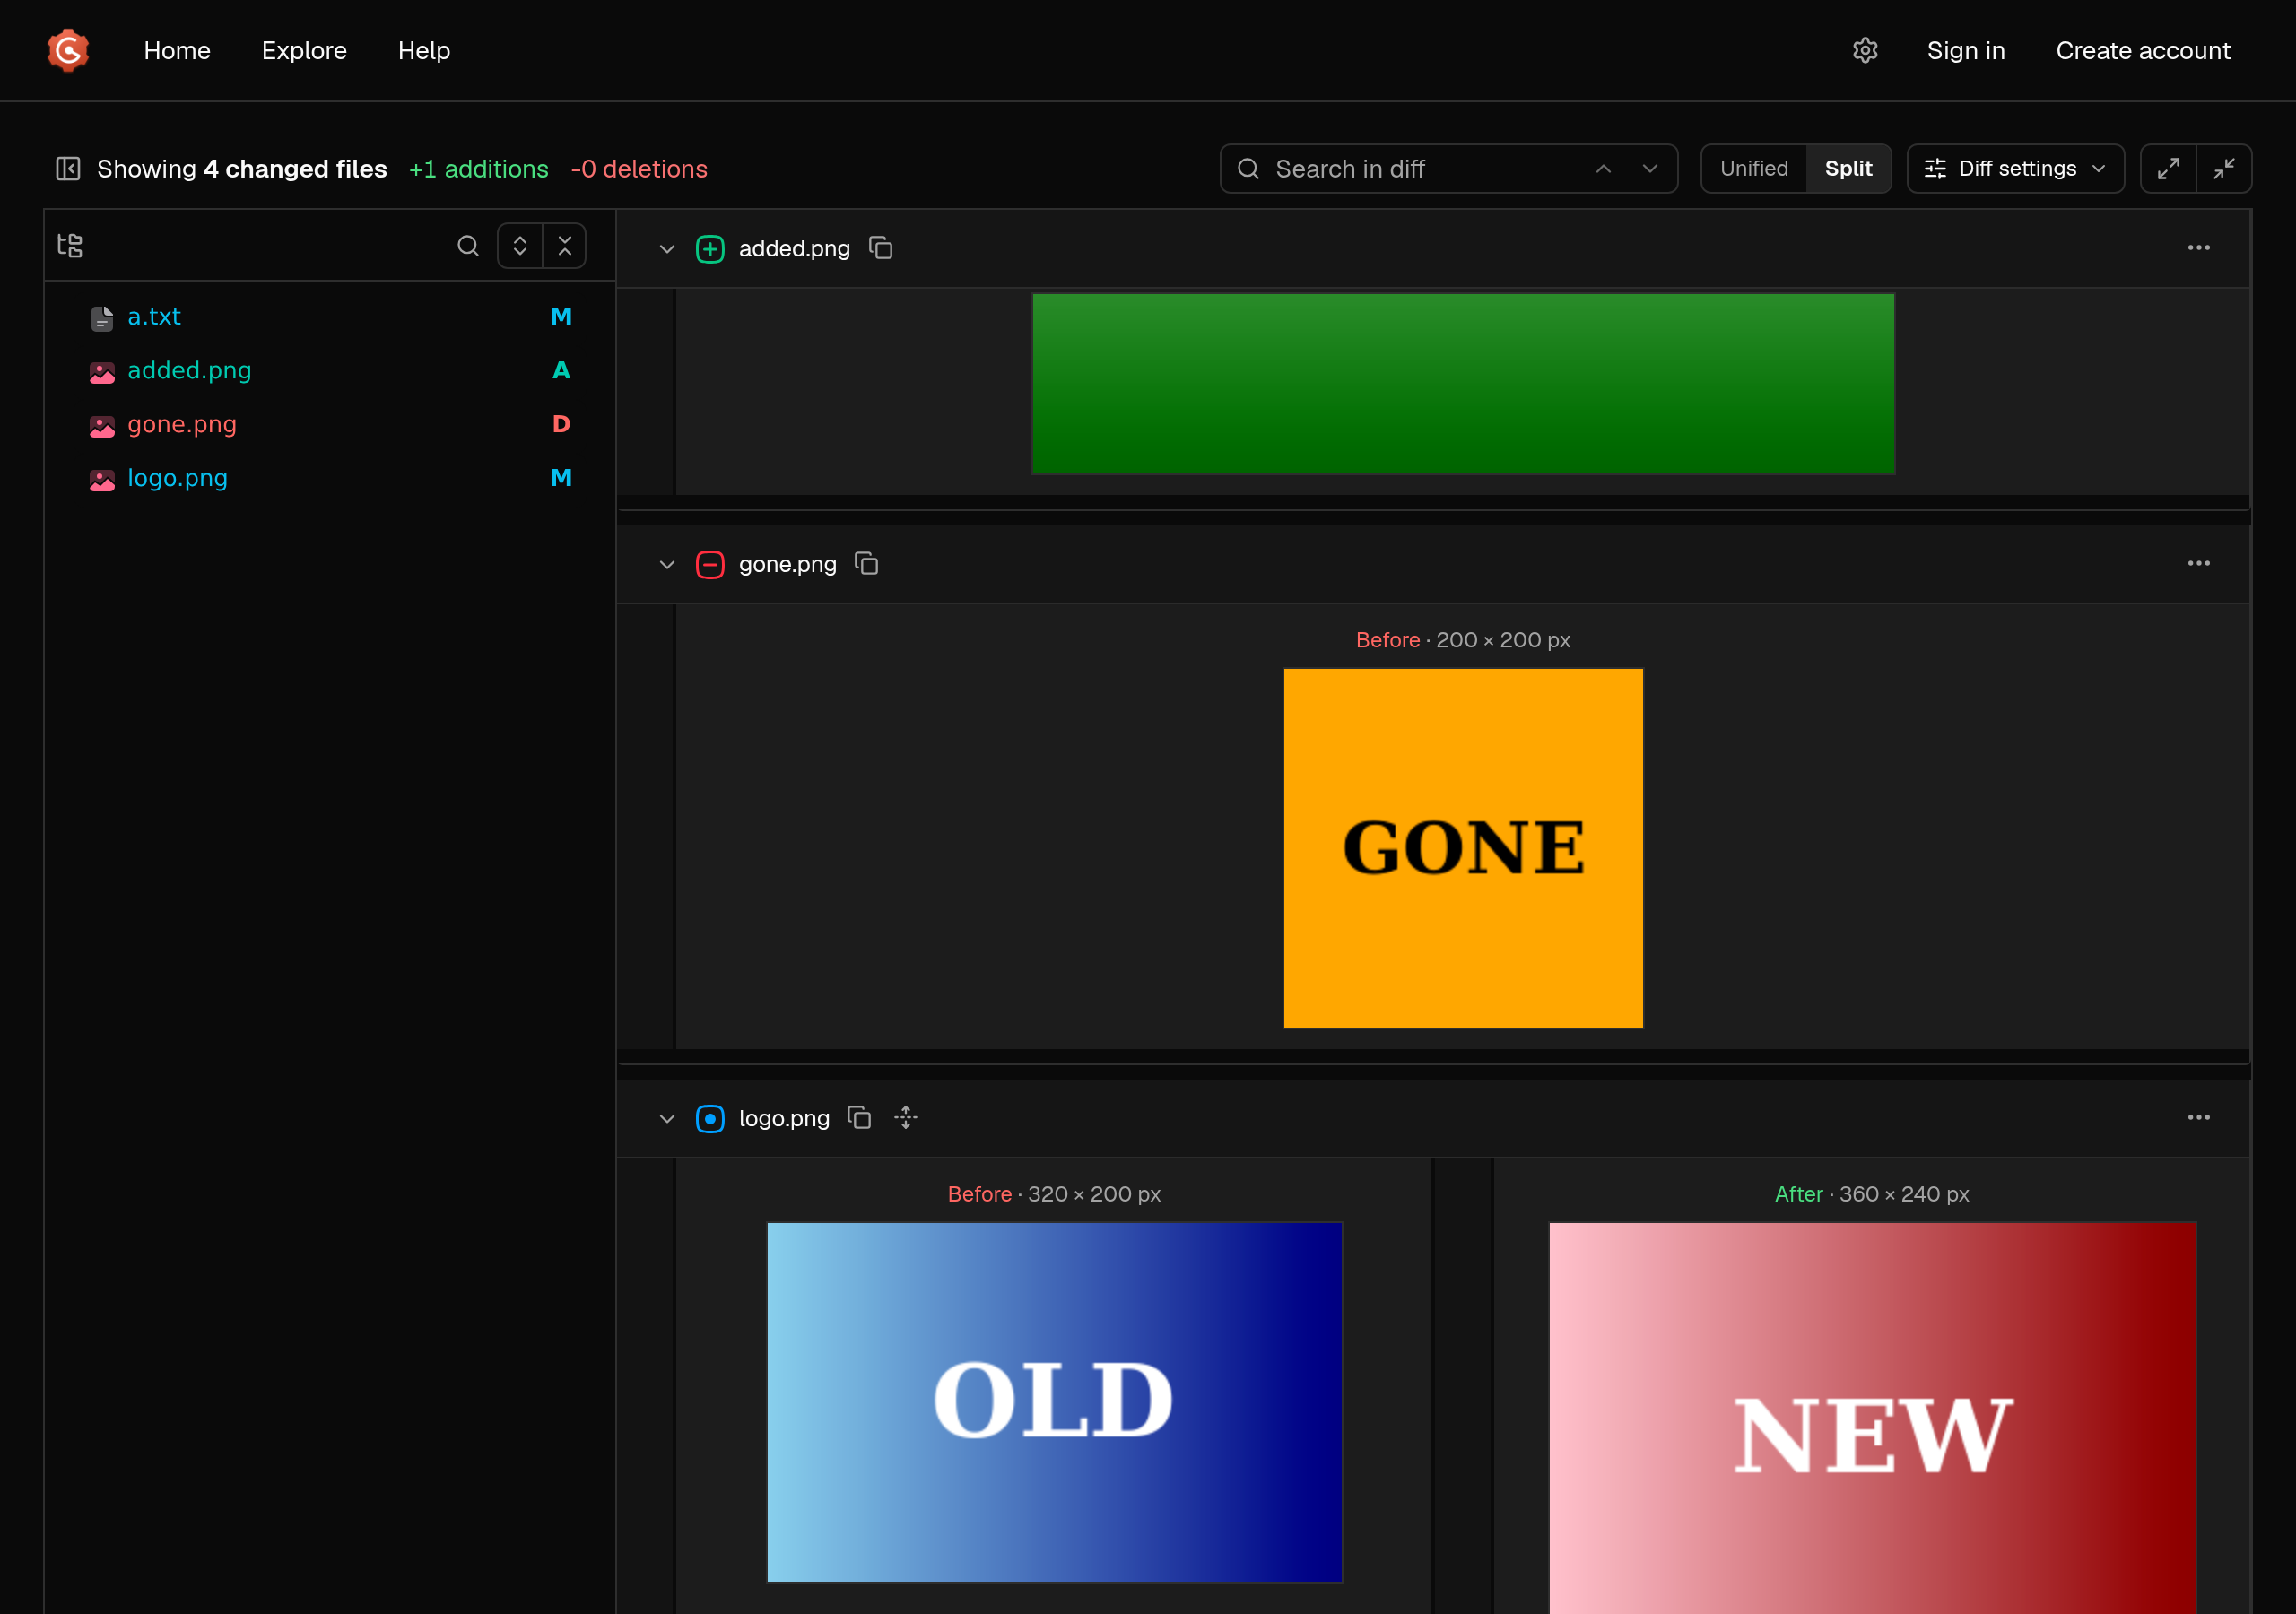 Home Explore Help Sign in Create account
Showing 4 changed files +1 additions -0 deletions Search in diff Unified Split Diff settings
a.txt M
added.png A
gone.png D
logo.png M
added.png
gone.png
Before · 200 × 200 px
GONE
logo.png
Before · 320 × 200 px
After · 360 × 240 px
OLD
NEW